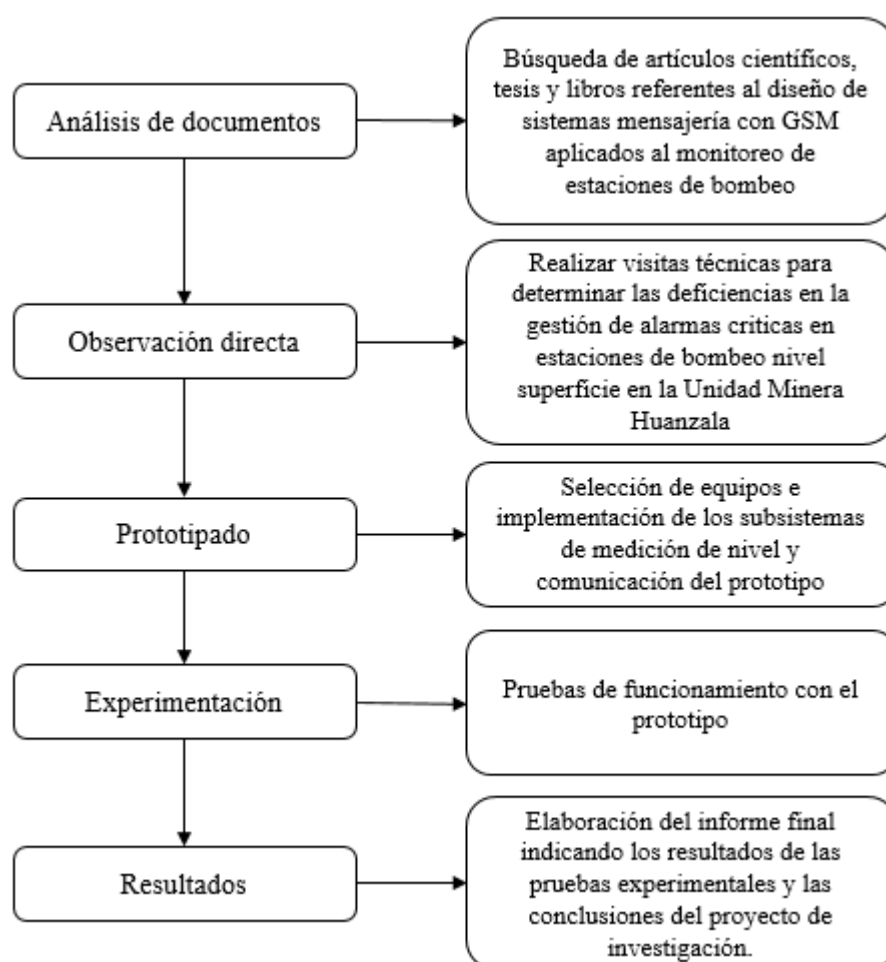 Análisis de documentos
Búsqueda de artículos científicos,
tesis y libros referentes al diseño de
sistemas mensajería con GSM
aplicados al monitoreo de
estaciones de bombeo
Observación directa
Realizar visitas técnicas para
determinar las deficiencias en la
gestión de alarmas criticas en
estaciones de bombeo nivel
superficie en la Unidad Minera
Huanzala
Prototipado
Selección de equipos e
implementación de los subsistemas
de medición de nivel y
comunicación del prototipo
Experimentación
Pruebas de funcionamiento con el
prototipo
Resultados
Elaboración del informe final
indicando los resultados de las
pruebas experimentales y las
conclusiones del proyecto de
investigación.